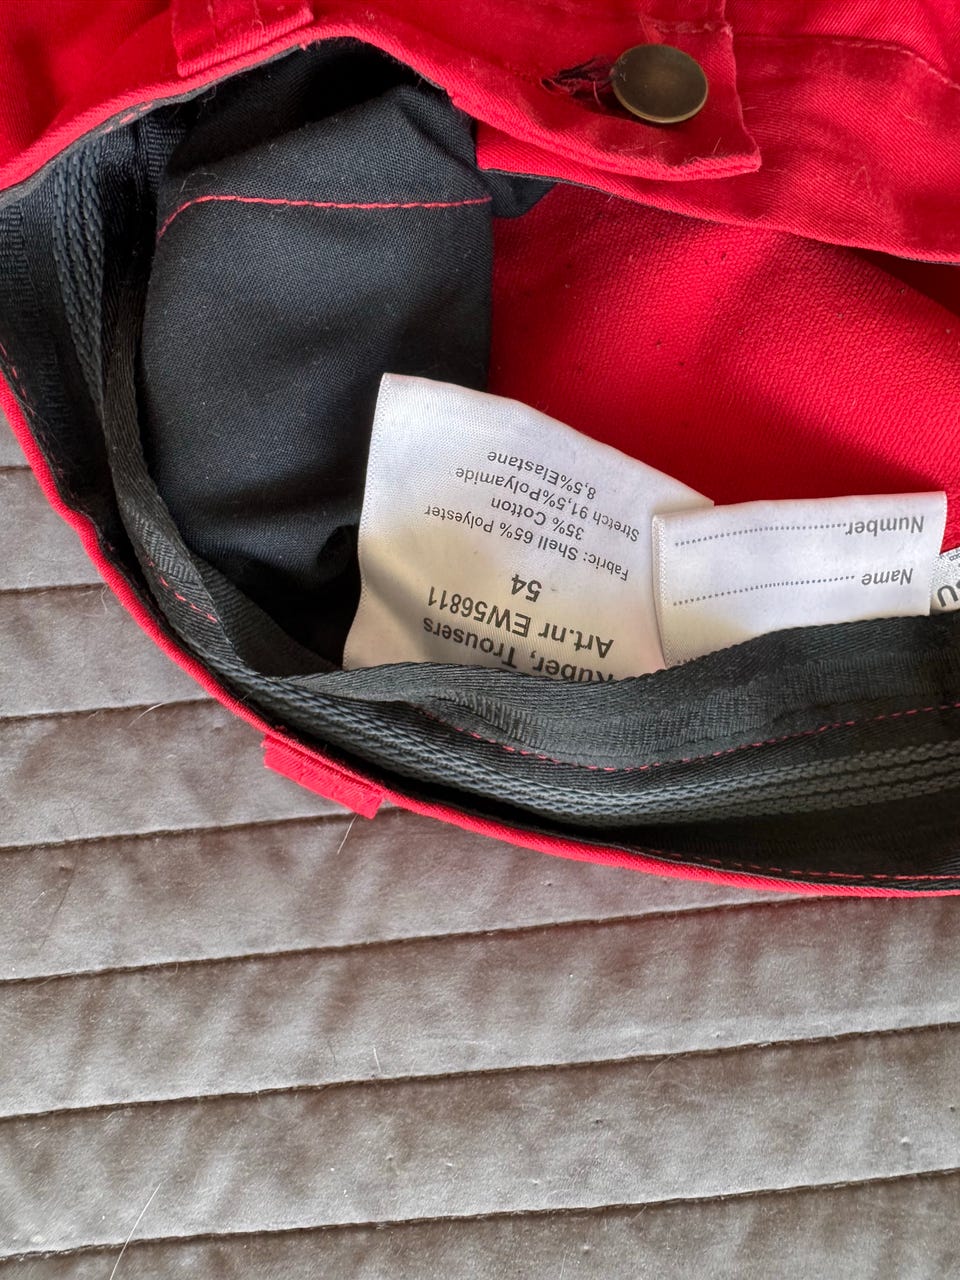 Kuber, Trousers
Art.nr EW56811
54
Fabric: Shell 65% Polyester
35% Cotton
Stretch 91,5%Polyamide
8,5%Elastane
Name
Number